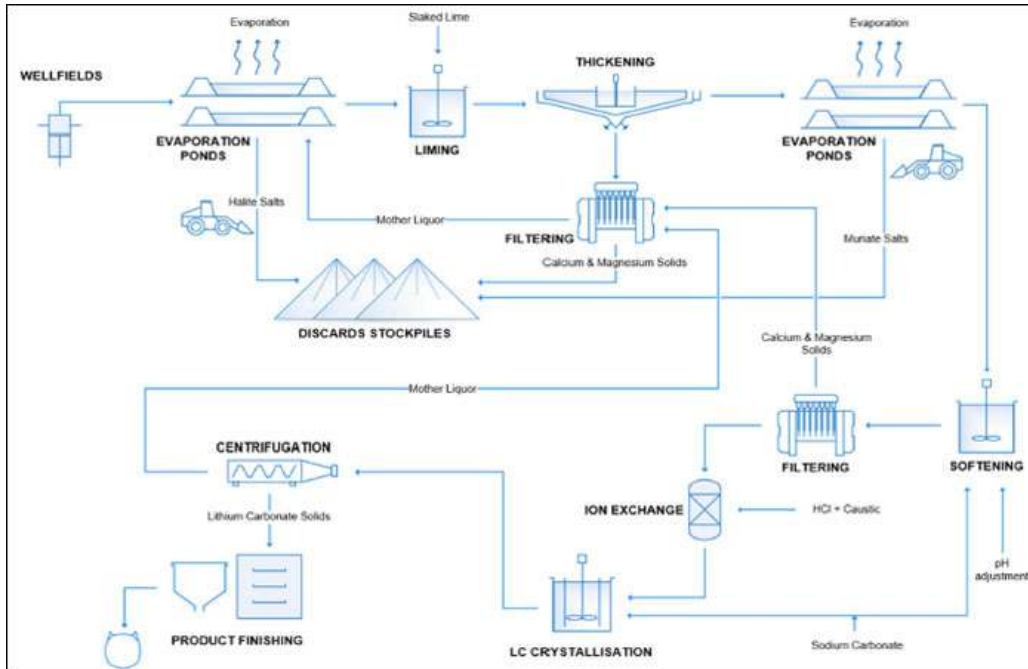 Slaked Lime
Evaporation
Evaporation
WELLFIELDS
THICKENING
EVAPORATION
PONDS
LIMING
EVAPORATION
PONDS
Halite Salts
Mother Liquor
FILTERING
Muriate Salts
Calcium & Magnesium Solids
DISCARDS STOCKPILES
Calcium & Magnesium
Solids
Mother Liquor
CENTRIFUGATION
FILTERING
SOFTENING
Lithium Carbonate Solids
ION EXCHANGE
HCl + Caustic
pH
adjustment
PRODUCT FINISHING
LC CRYSTALLISATION
Sodium Carbonate